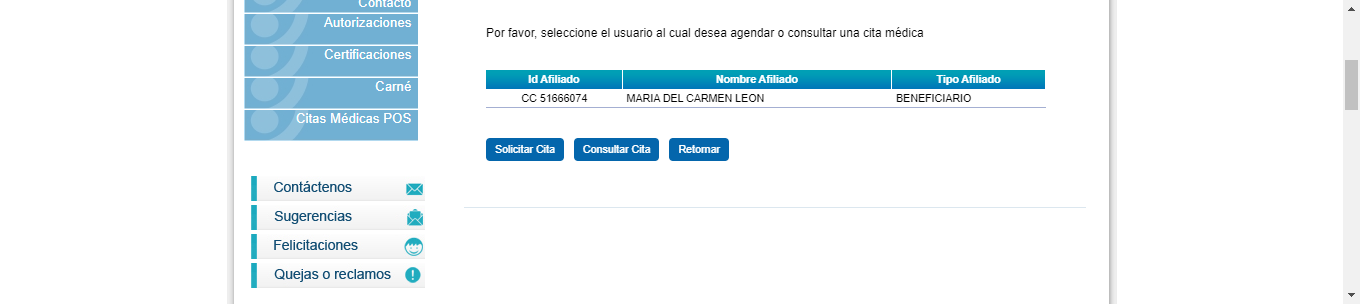 Contacto
Autorizaciones
Certificaciones
Carné
Citas Médicas POS
Contáctenos
Sugerencias
Felicitaciones
Quejas o reclamos
Por favor, seleccione el usuario al cual desea agendar o consultar una cita médica
Id Afiliado Nombre Afiliado Tipo Afiliado
CC 51666074 MARIA DEL CARMEN LEON BENEFICIARIO
Solicitar Cita Consultar Cita Retornar